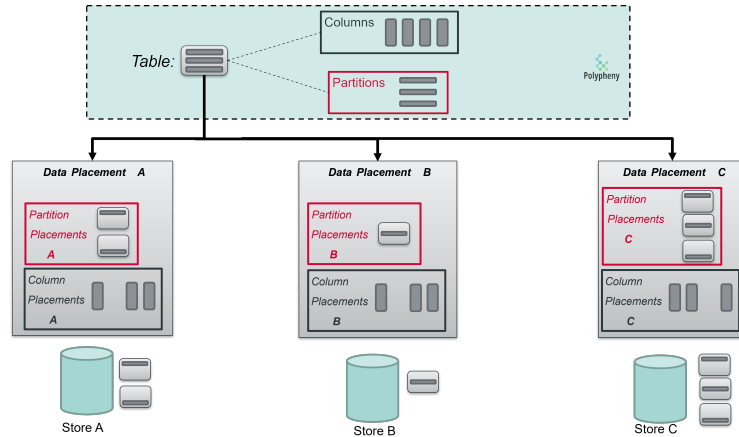 Columns
Table:
Partitions
Polypheny
Data Placement A
Data Placement B
Data Placement C
Partition
Placements
A
Partition
Placements
B
Partition
Placements
C
Column
Placements
A
Column
Placements
B
Column
Placements
C
Store A
Store B
Store C